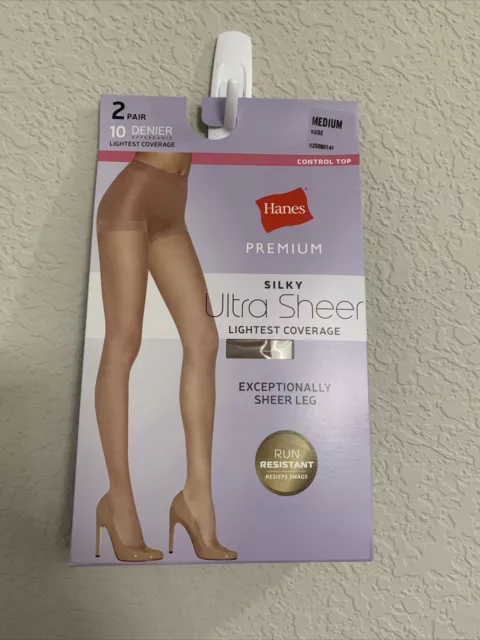 2 PAIR
10 DENIER
APPEARANCE
LIGHTEST COVERAGE
MEDIUM
NUDE
CONTROL TOP
Hanes
PREMIUM
SILKY
Ultra Sheer
LIGHTEST COVERAGE
EXCEPTIONALLY
SHEER LEG
RUN
RESISTANT
RESISTS SNAGS